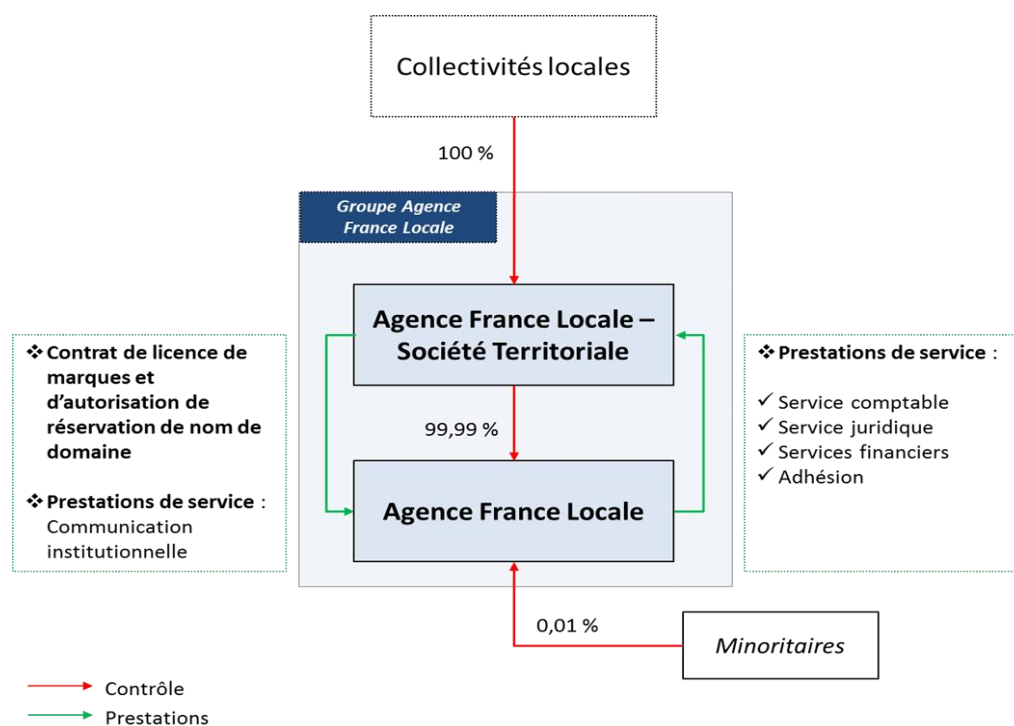 Collectivités locales
100 %
Groupe Agence
France Locale
Agence France Locale –
Société Territoriale
❖ Contrat de licence de
marques et
d'autorisation de
réservation de nom de
domaine
❖ Prestations de service :
Communication
institutionnelle
99,99 %
❖ Prestations de service :
✓ Service comptable
✓ Service juridique
✓ Services financiers
✓ Adhésion
Agence France Locale
0,01 %
Minoritaires
Contrôle
Prestations